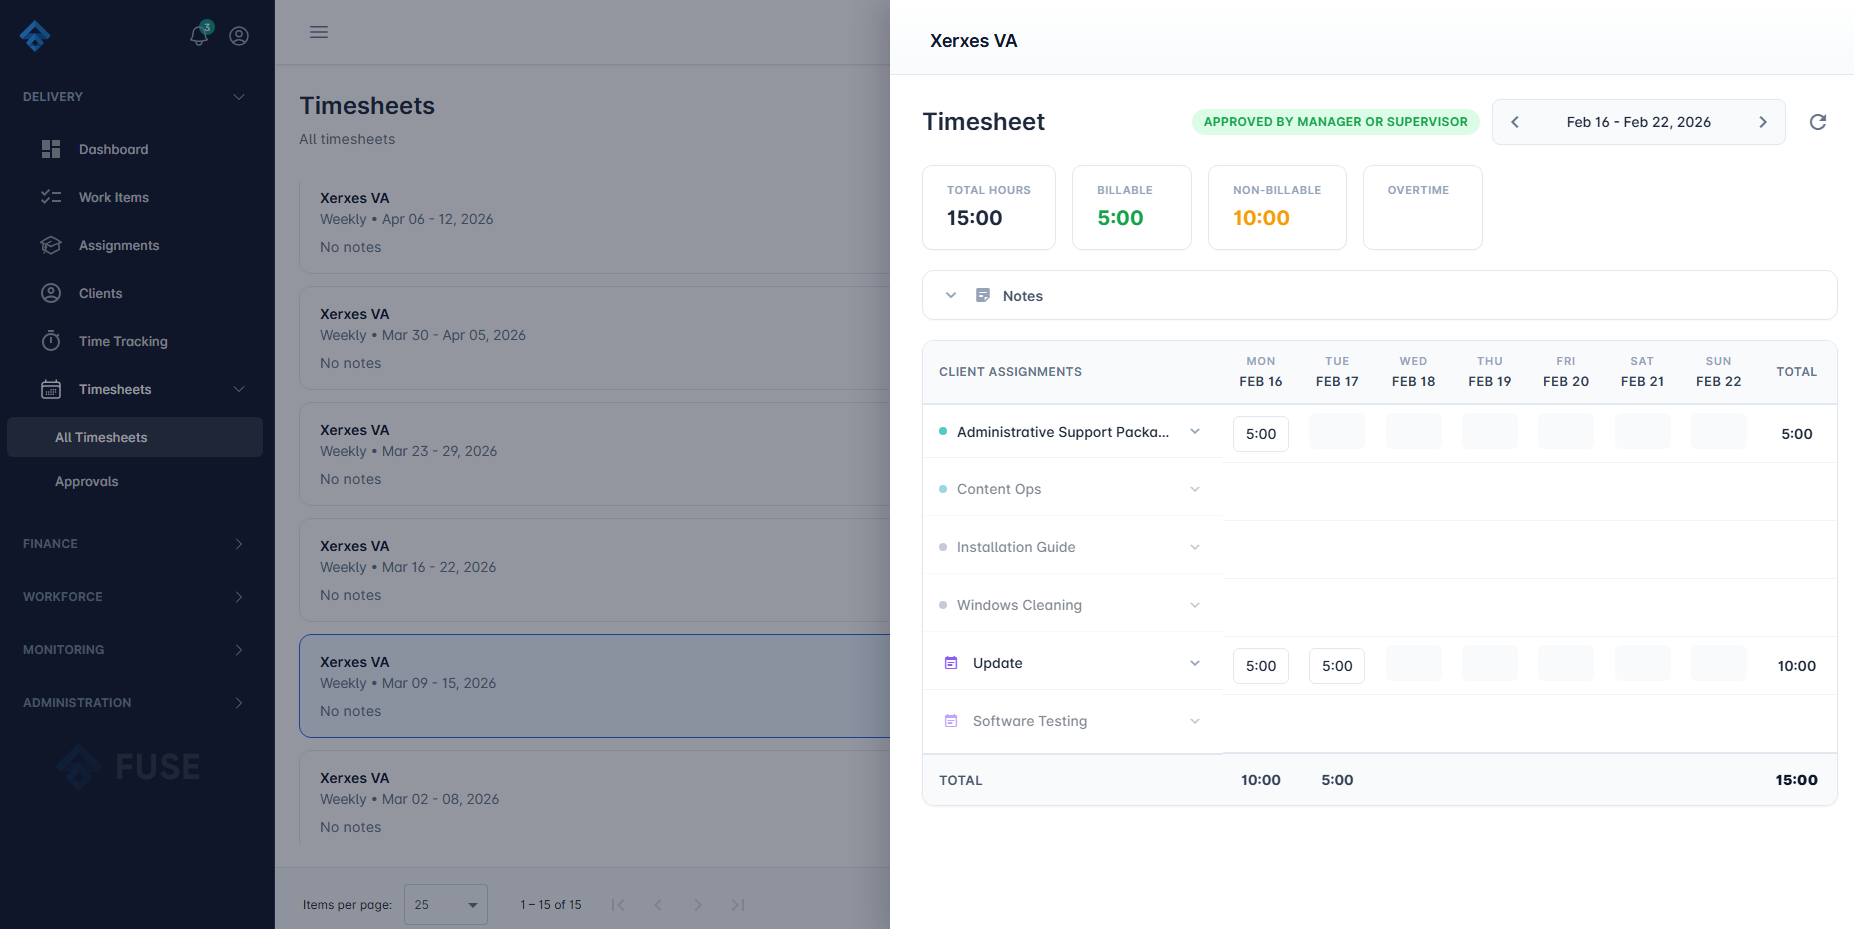 3
DELIVERY
Dashboard
Work Items
Assignments
Clients
Time Tracking
Timesheets
All Timesheets
Approvals
FINANCE
WORKFORCE
MONITORING
ADMINISTRATION
FUSE
Timesheets
All timesheets
Xerxes VA
Weekly • Apr 06 - 12, 2026
No notes
Xerxes VA
Weekly • Mar 30 - Apr 05, 2026
No notes
Xerxes VA
Weekly • Mar 23 - 29, 2026
No notes
Xerxes VA
Weekly • Mar 16 - 22, 2026
No notes
Xerxes VA
Weekly • Mar 09 - 15, 2026
No notes
Xerxes VA
Weekly • Mar 02 - 08, 2026
No notes
Items per page: 25 1 – 15 of 15
Xerxes VA
Timesheet APPROVED BY MANAGER OR SUPERVISOR Feb 16 - Feb 22, 2026
TOTAL HOURS BILLABLE NON-BILLABLE OVERTIME
15:00 5:00 10:00
Notes
MON TUE WED THU FRI SAT SUN
CLIENT ASSIGNMENTS FEB 16 FEB 17 FEB 18 FEB 19 FEB 20 FEB 21 FEB 22 TOTAL
Administrative Support Packa... 5:00 5:00
Content Ops
Installation Guide
Windows Cleaning
Update 5:00 5:00 10:00
Software Testing
TOTAL 10:00 5:00 15:00